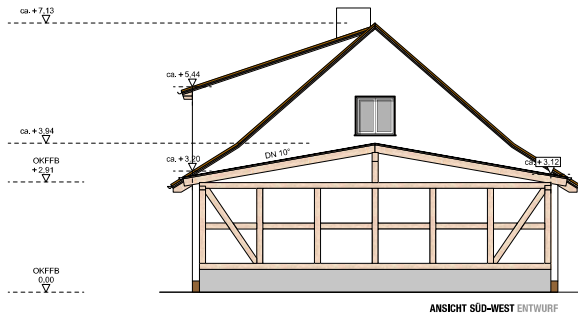 ca. +7,13
ca. +5,44
ca. +3,94
DN 10°
ca. +3,20
ca. +3,12
OKFFB
+2,91
OKFFB
0,00
ANSICHT SÜD-WEST ENTWURF